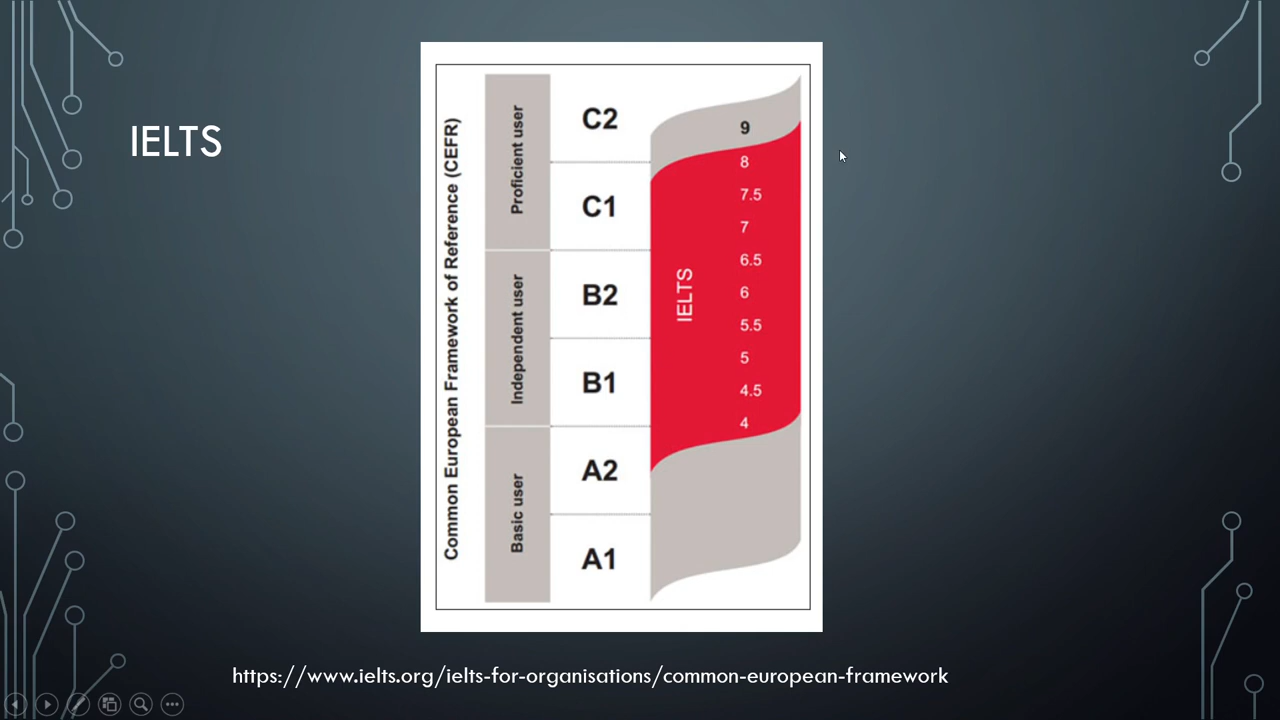 IELTS
Common European Framework of Reference (CEFR)
Proficient user
Independent user
Basic user
C2
C1
B2
B1
A2
A1
IELTS
9
8
7.5
7
6.5
6
5.5
5
4.5
4
https://www.ielts.org/ielts-for-organisations/common-european-framework